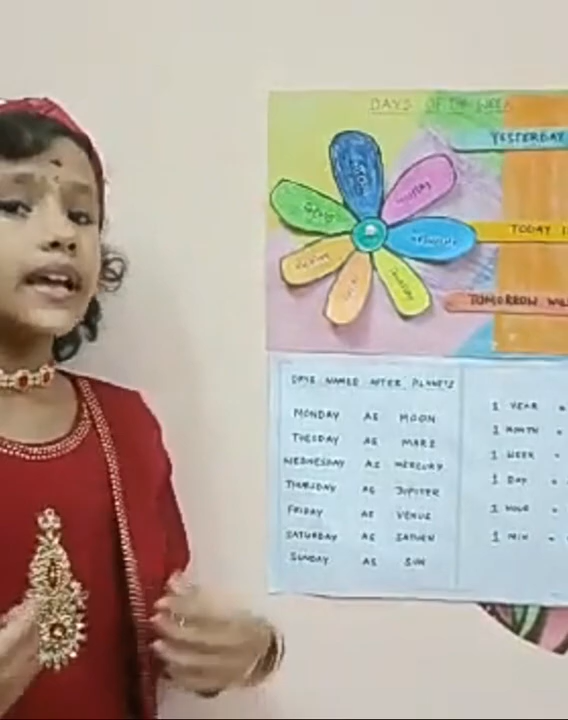 DAYS OF THE WEEK
YESTERDAY
TODAY I
TOMORROW WIL
DAYS NAMED AFTER PLANETS
MONDAY AS MOON
TUESDAY AS MARS
WEDNESDAY AS MERCURY
THURSDAY AS JUPITER
FRIDAY AS VENUS
SATURDAY AS SATURN
SUNDAY AS SUN
1 YEAR =
1 MONTH =
1 WEEK =
1 DAY =
1 HOUR =
1 MIN =